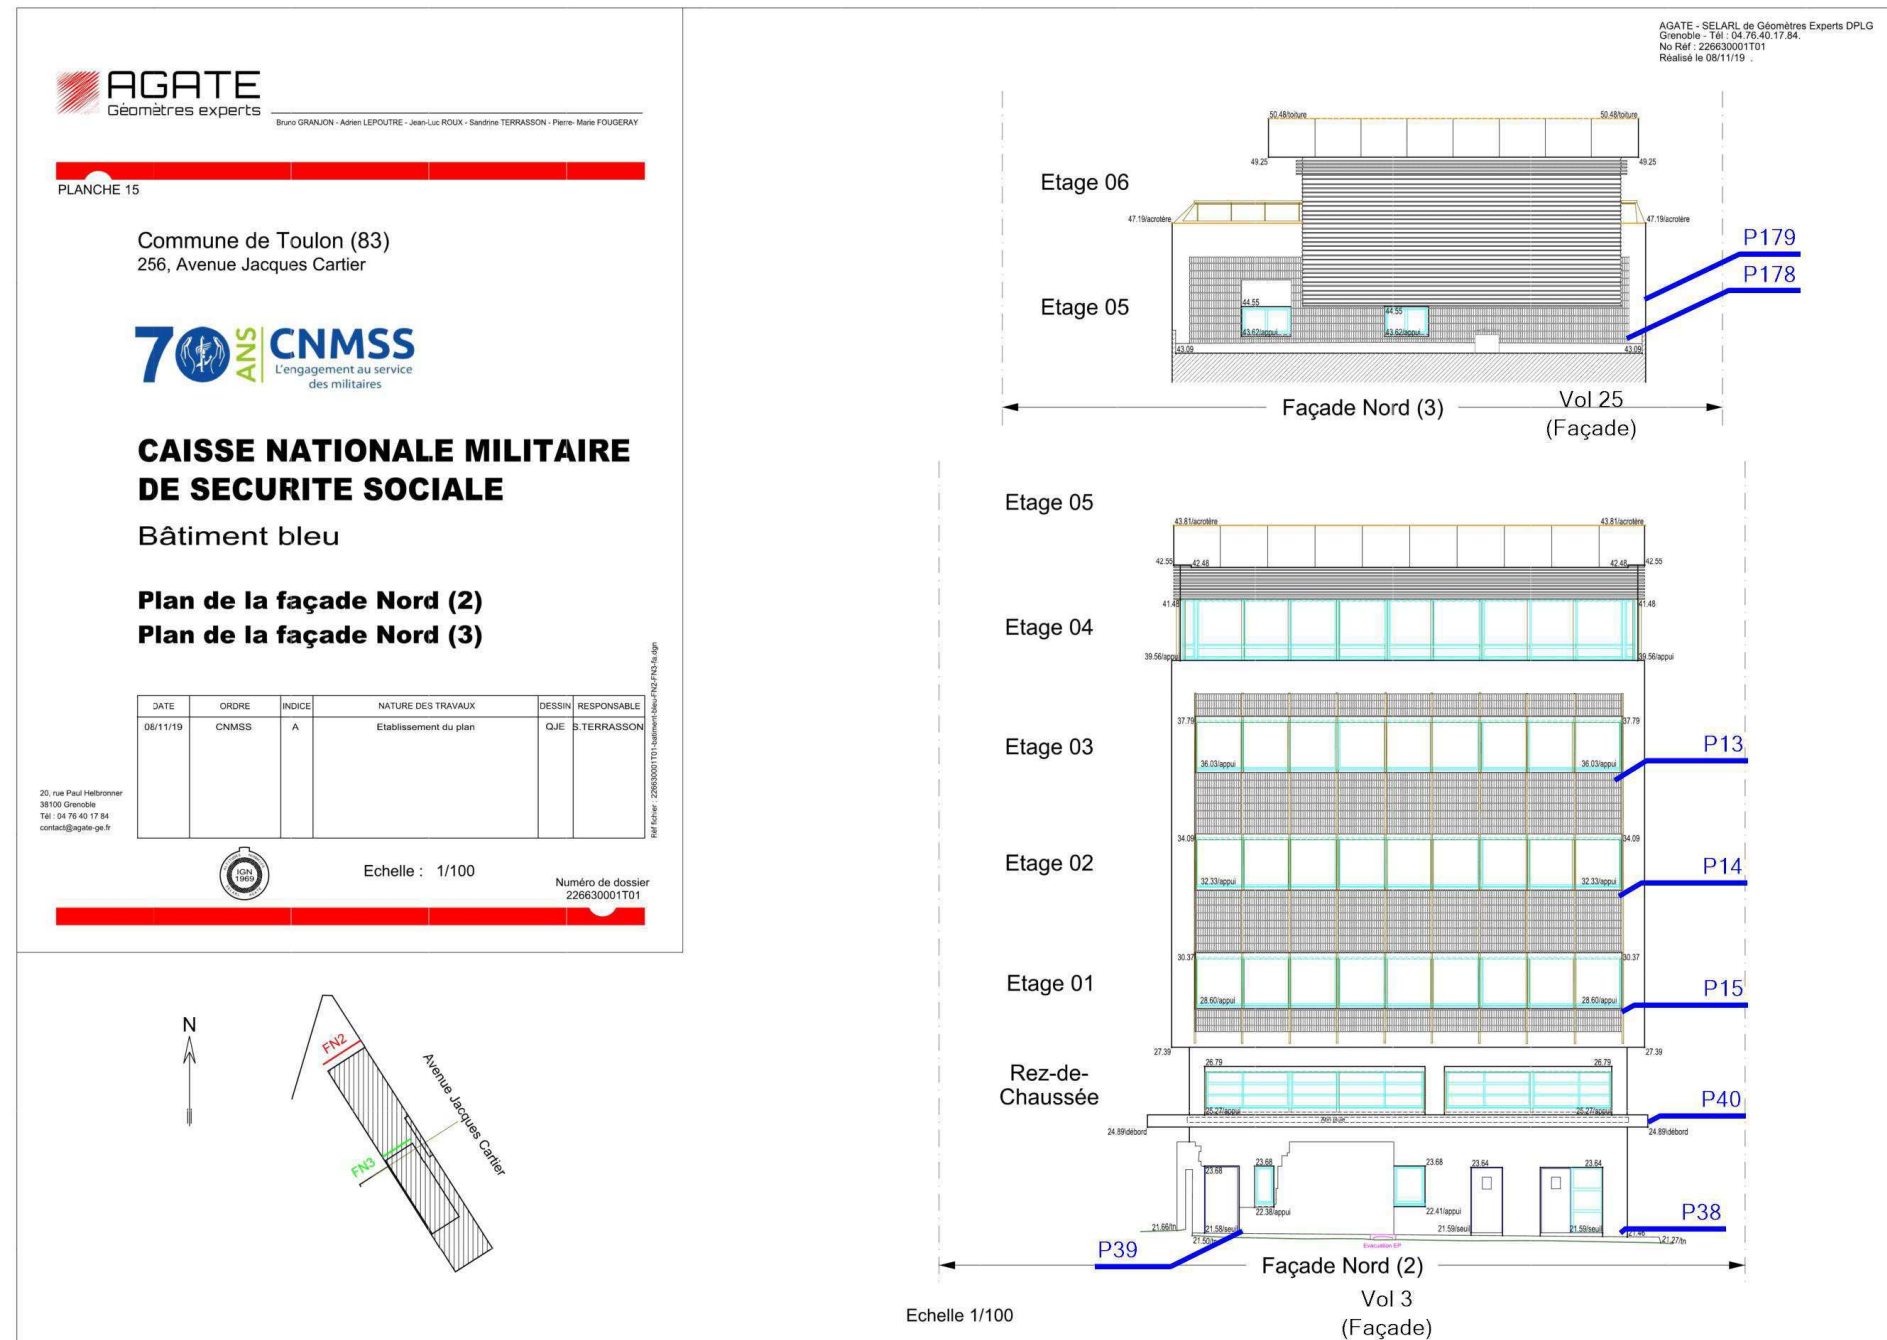 AGATE - SELARL de Géomètres Experts DPLG
Grenoble - Tél : 04.76.40.17.84.
No Réf : 226630001T01
Réalisé le 08/11/19 .
AGATE
Géomètres experts
Bruno GRANJON - Adrien LEPOUTRE - Jean-Luc ROUX - Sandrine TERRASSON - Pierre- Marie FOUGERAY
PLANCHE 15
Commune de Toulon (83)
256, Avenue Jacques Cartier
70 ANS CNMSS
L'engagement au service
des militaires
CAISSE NATIONALE MILITAIRE
DE SECURITE SOCIALE
Bâtiment bleu
Plan de la façade Nord (2)
Plan de la façade Nord (3)
DATE ORDRE INDICE NATURE DES TRAVAUX DESSIN RESPONSABLE
08/11/19 CNMSS A Etablissement du plan QJE S.TERRASSON
Réf fichier : 226630001T01-batiment-bleu-FN2-FN3-fa.dgn
20, rue Paul Helbronner
38100 Grenoble
Tél : 04 76 40 17 84
contact@agate-ge.fr
IGN
1969
Echelle : 1/100
Numéro de dossier
226630001T01
N
FN2
FN3
Avenue Jacques Cartier
50.48/toiture 50.48/toiture
49.25 49.25
Etage 06
47.19/acrotère 47.19/acrotère
P179
P178
Etage 05
44.55 44.55
43.62/appui 43.62/appui
43.09 43.09
Façade Nord (3)
Vol 25
(Façade)
Etage 05
43.81/acrotère 43.81/acrotère
42.55 42.48 42.48 42.55
41.48 41.48
Etage 04
39.56/appui 39.56/appui
37.79 37.79
Etage 03
P13
36.03/appui 36.03/appui
34.09 34.09
Etage 02
P14
32.33/appui 32.33/appui
30.37 30.37
Etage 01
P15
28.60/appui 28.60/appui
27.39 27.39
26.79 26.79
Rez-de-
Chaussée
P40
25.27/appui 25.27/appui
24.89\débord 24.89\débord
23.68 23.68 23.68 23.64 23.64
22.38/appui 22.41/appui
21.66/tn 21.58/seuil 21.59/seuil 21.59/seuil
21.50/tn 21.46 21.27/tn
P38
P39
Evacuation EP
Façade Nord (2)
Vol 3
(Façade)
Echelle 1/100